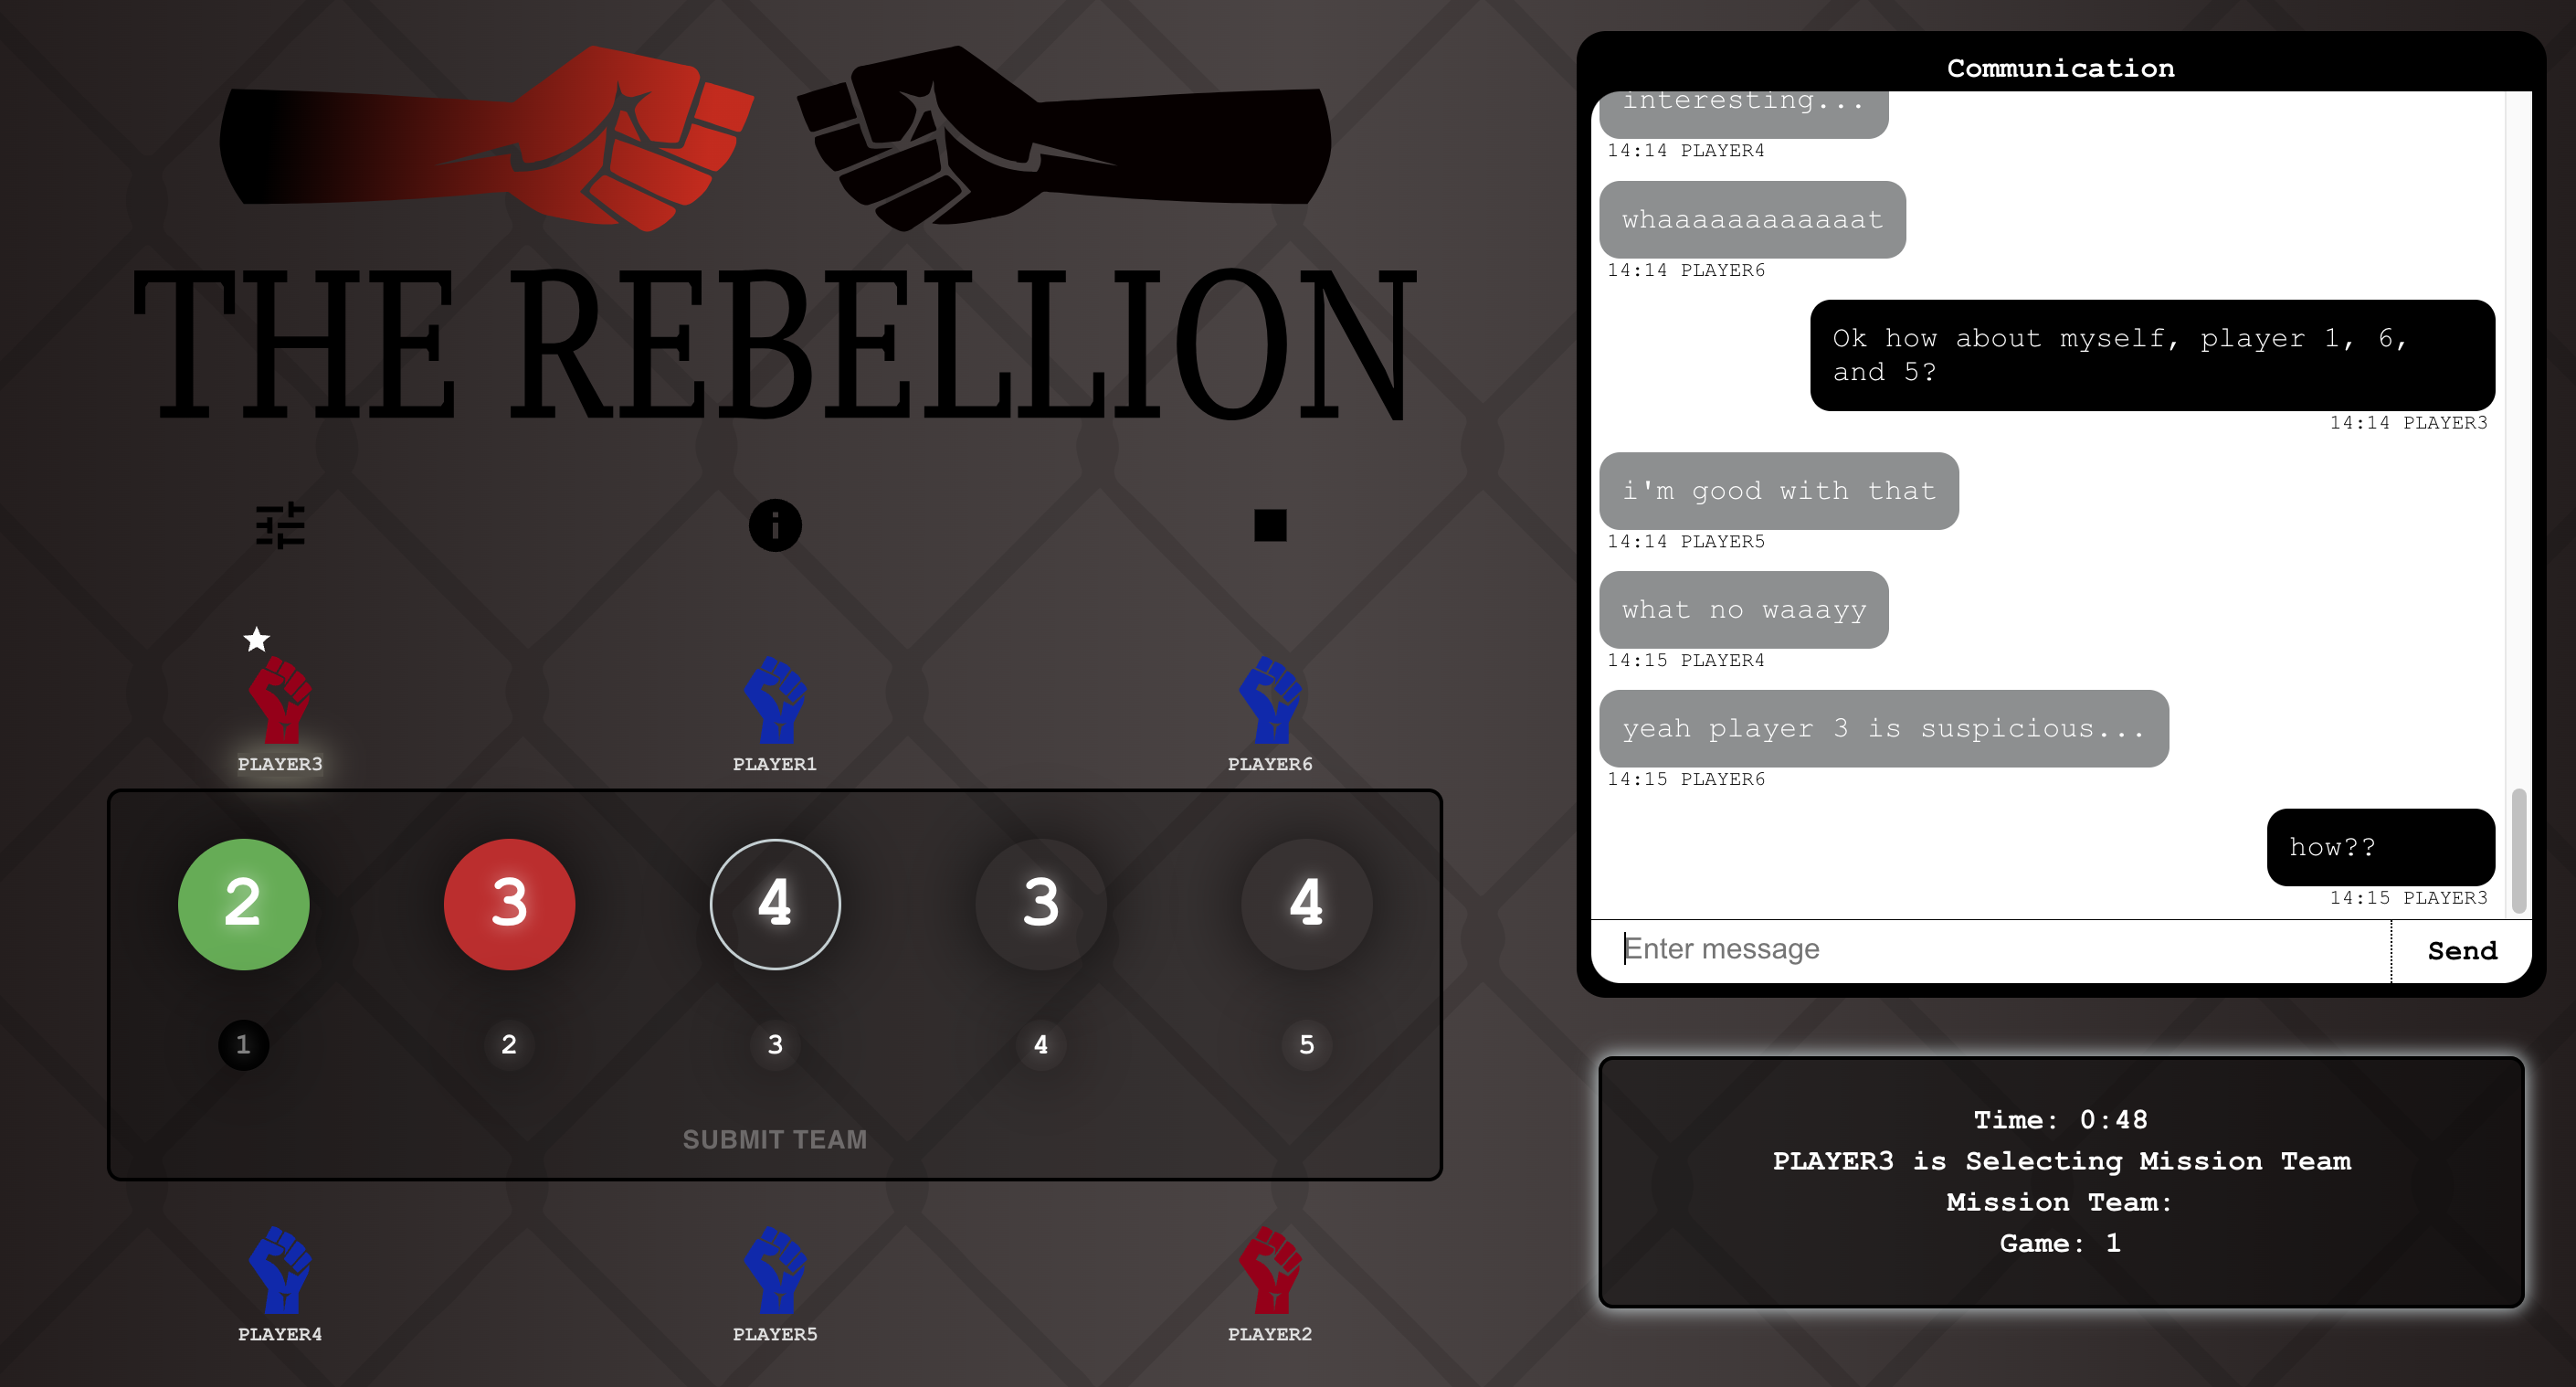 THE REBELLION
i
PLAYER3
PLAYER1
PLAYER6
2 3 4 3 4
1 2 3 4 5
SUBMIT TEAM
PLAYER4
PLAYER5
PLAYER2
Communication
interesting...
14:14 PLAYER4
whaaaaaaaaaaaat
14:14 PLAYER6
Ok how about myself, player 1, 6,
and 5?
14:14 PLAYER3
i'm good with that
14:14 PLAYER5
what no waaayy
14:15 PLAYER4
yeah player 3 is suspicious...
14:15 PLAYER6
how??
14:15 PLAYER3
Enter message
Send
Time: 0:48
PLAYER3 is Selecting Mission Team
Mission Team:
Game: 1